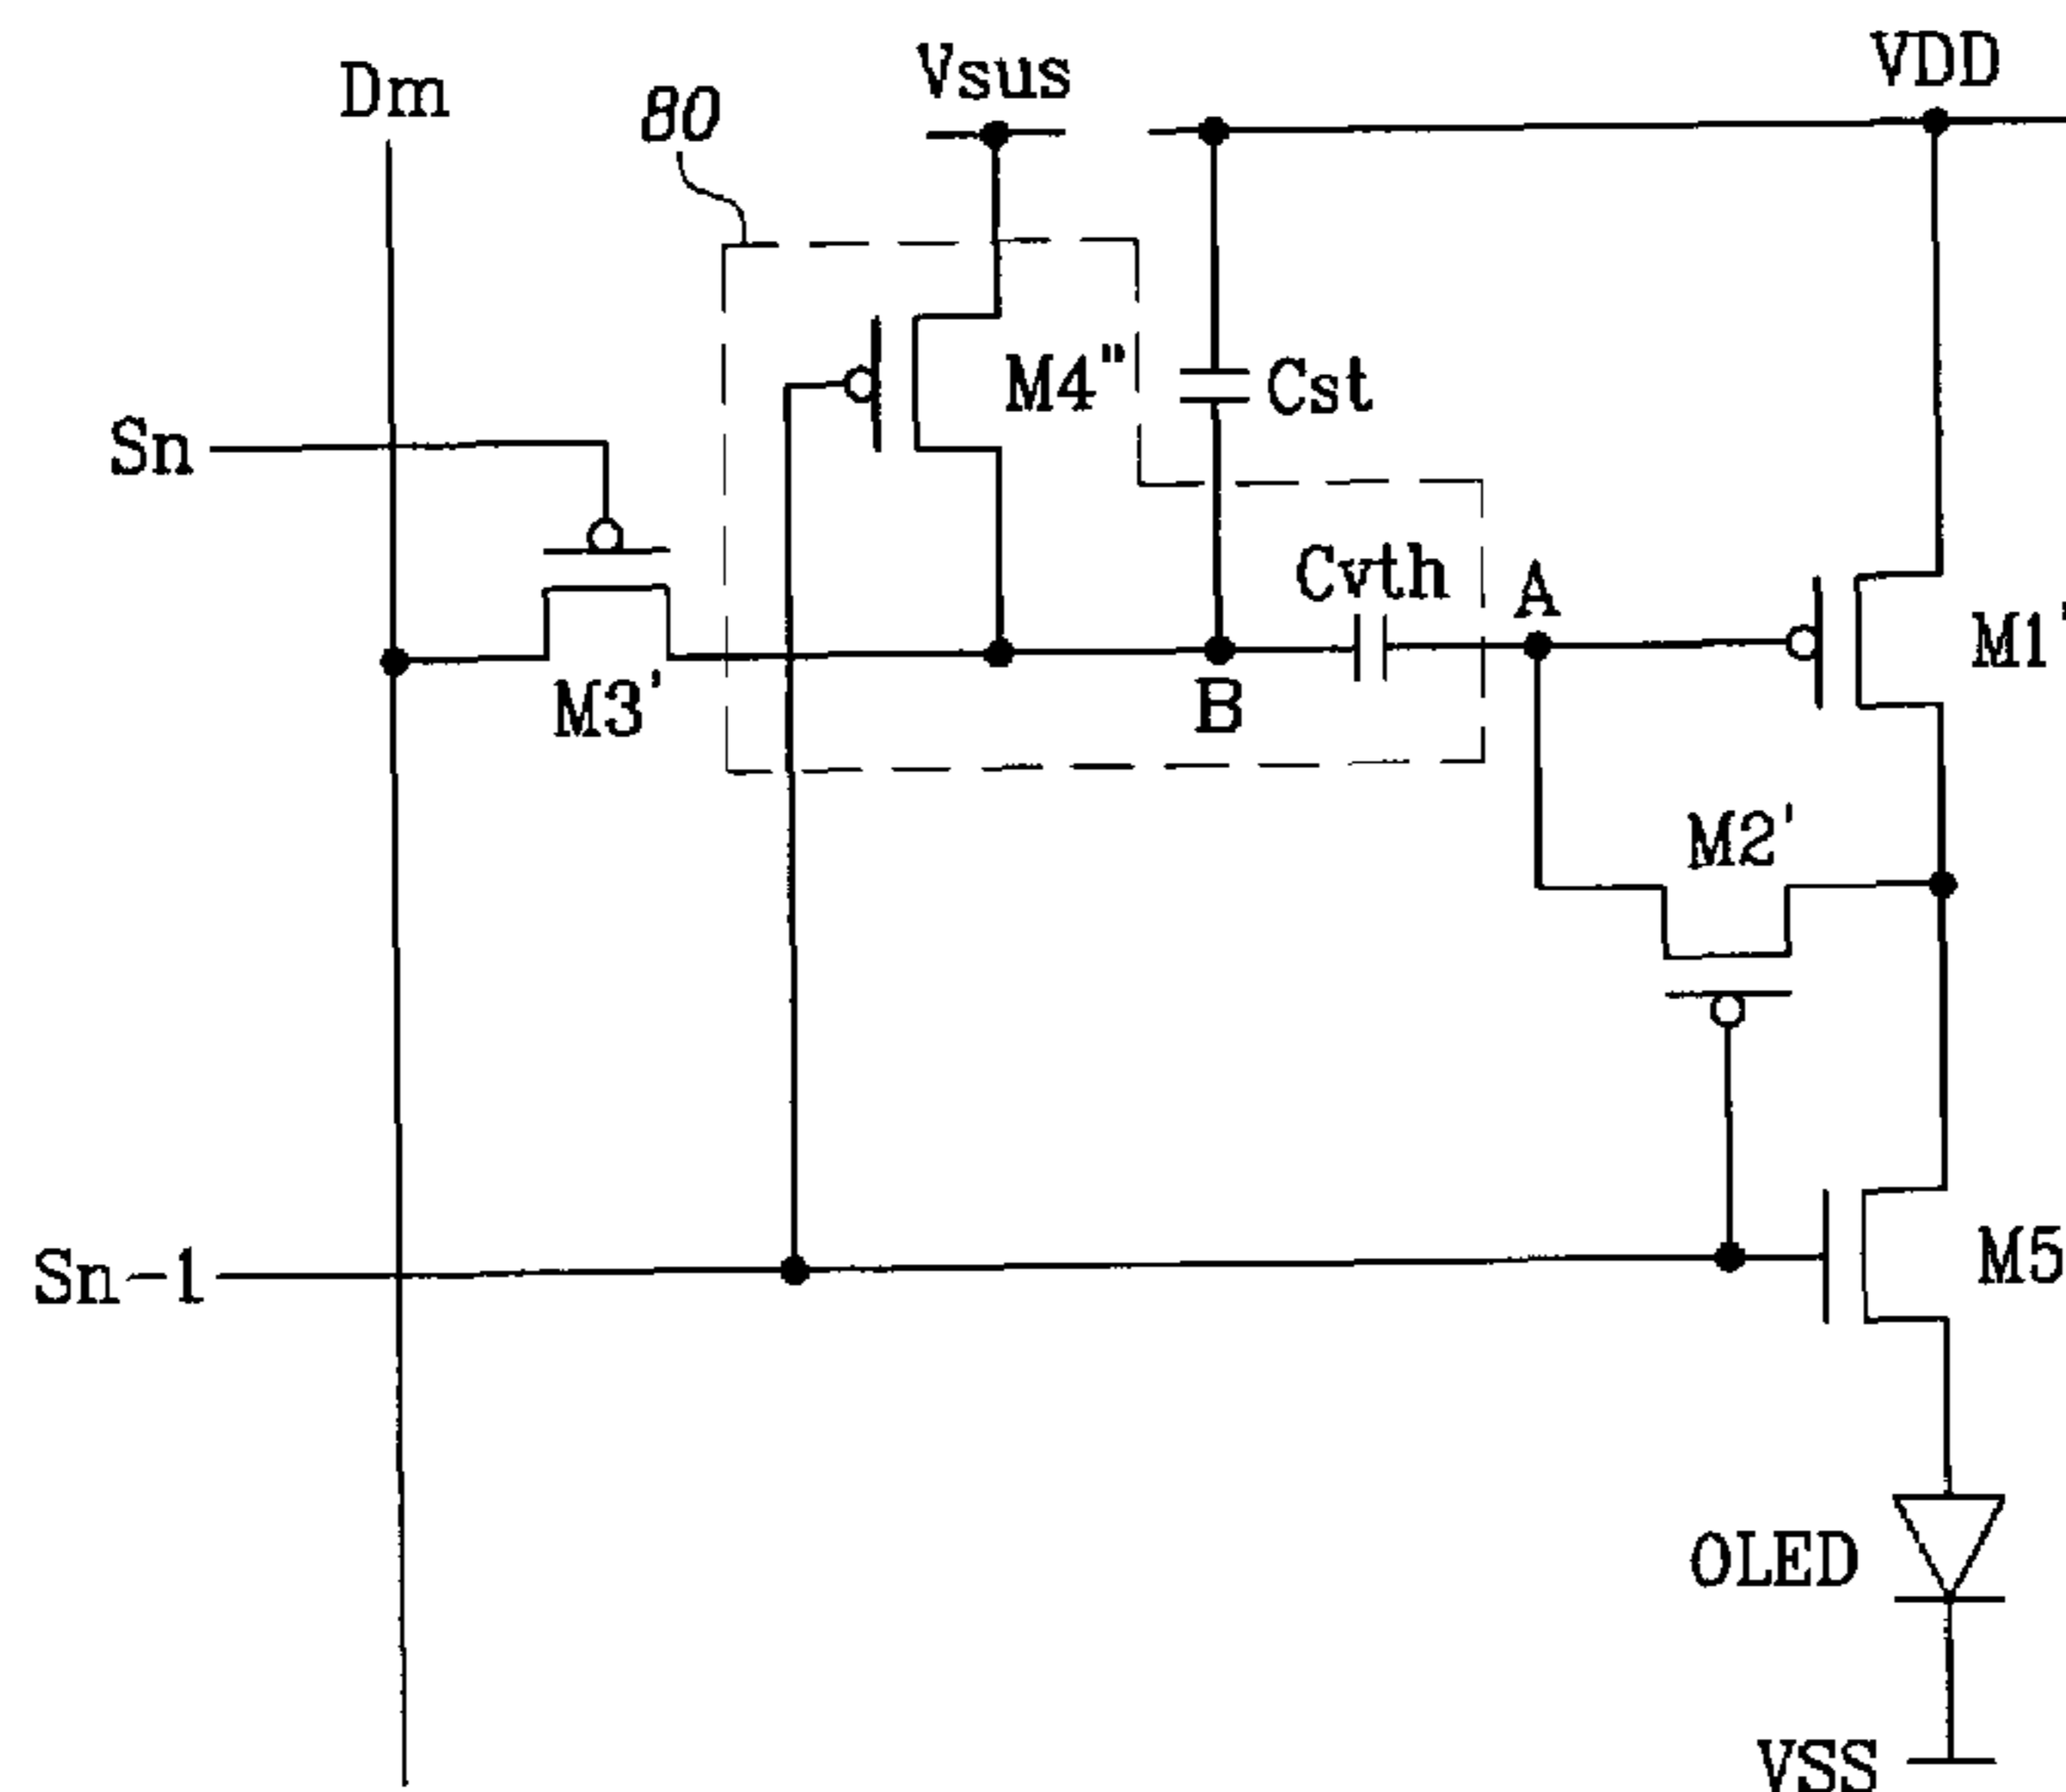 Dm
80
Vsus
VDD
M4"
Cst
Sn
Cvth
A
M1'
M3'
B
M2'
Sn-1
M5
OLED
VSS